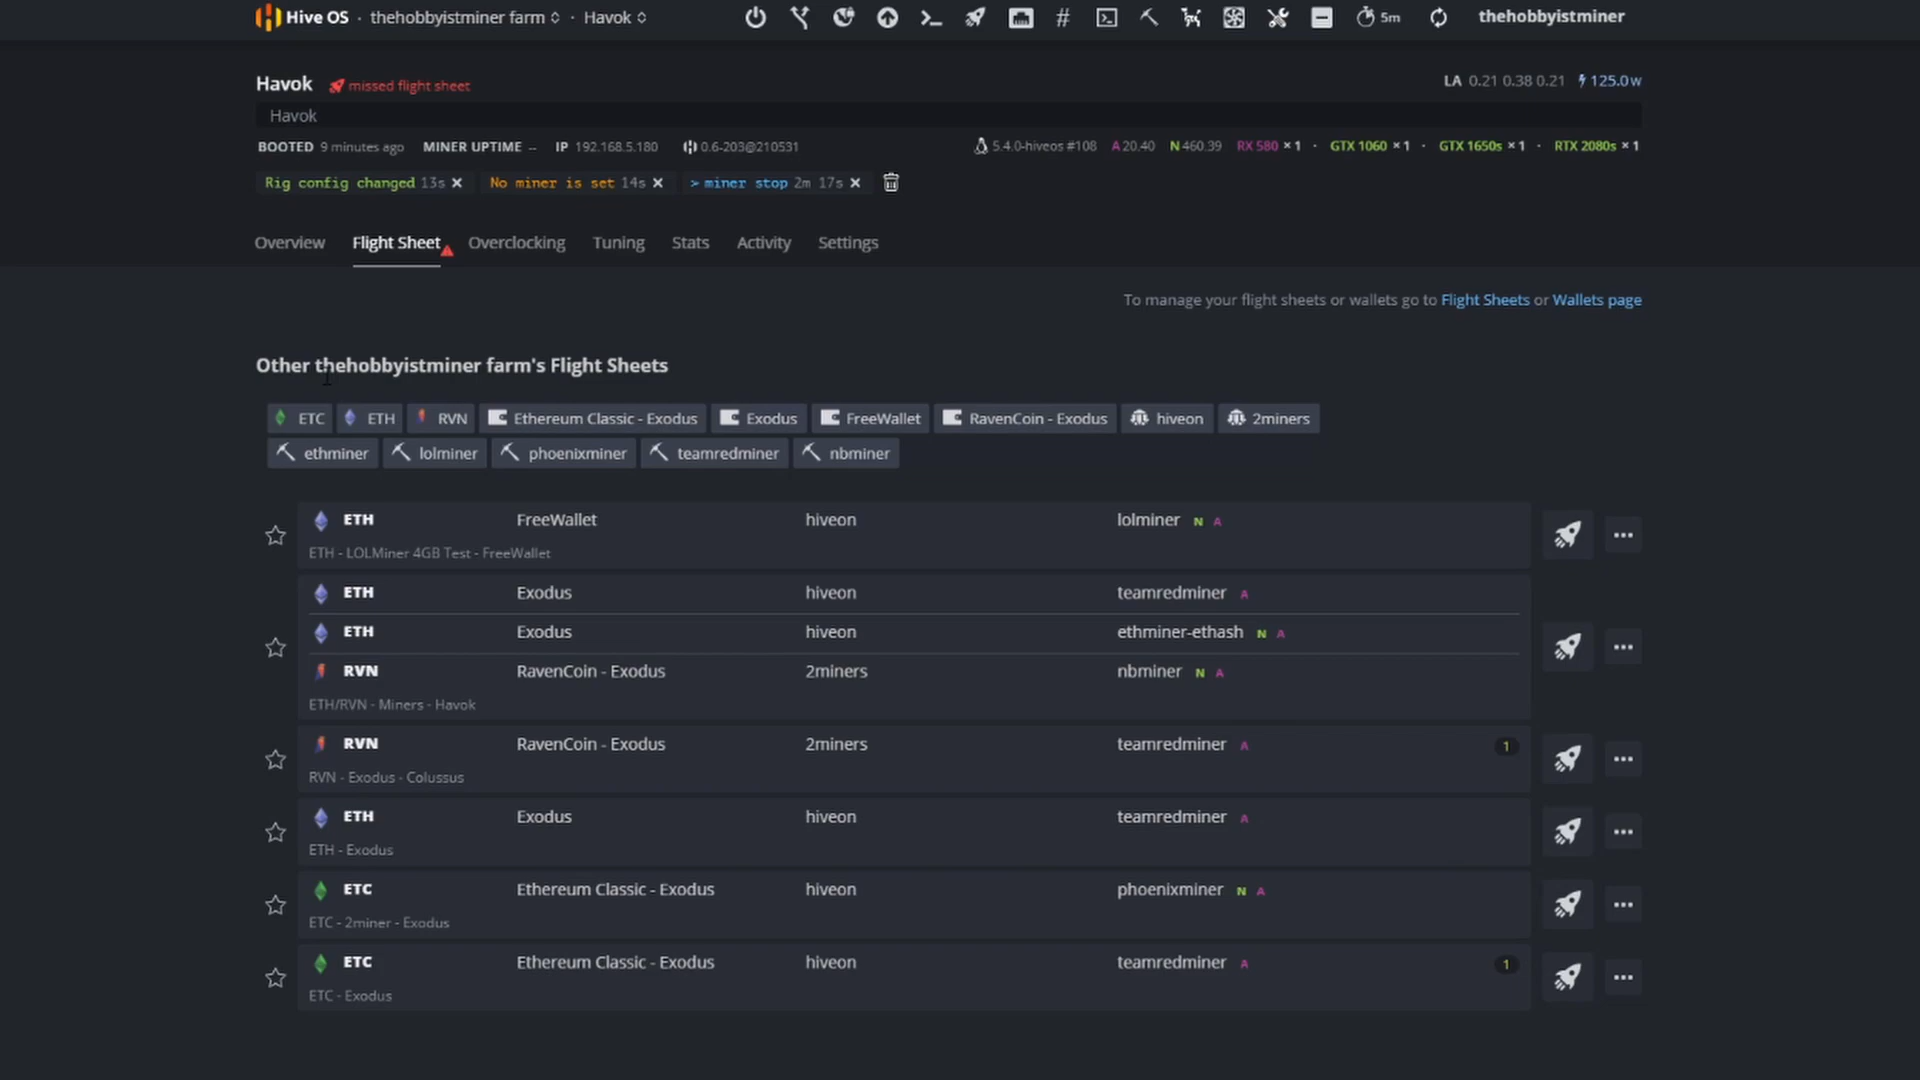 Hive OS · thehobbyistminer farm · Havok 5m thehobbyistminer
Havok missed flight sheet LA 0.21 0.38 0.21 125.0 w
Havok
BOOTED 9 minutes ago MINER UPTIME -- IP 192.168.5.180 0.6-203@210531 5.4.0-hiveos #108 A 20.40 N 460.39 RX 580 × 1 · GTX 1060 × 1 · GTX 1650s × 1 · RTX 2080s × 1
Rig config changed 13s × No miner is set 14s × > miner stop 2m 17s ×
Overview Flight Sheet Overclocking Tuning Stats Activity Settings
To manage your flight sheets or wallets go to Flight Sheets or Wallets page
Other thehobbyistminer farm's Flight Sheets
ETC ETH RVN Ethereum Classic - Exodus Exodus FreeWallet RavenCoin - Exodus hiveon 2miners
ethminer lolminer phoenixminer teamredminer nbminer
ETH FreeWallet hiveon lolminer N A
ETH - LOLMiner 4GB Test - FreeWallet
ETH Exodus hiveon teamredminer A
ETH Exodus hiveon ethminer-ethash N A
RVN RavenCoin - Exodus 2miners nbminer N A
ETH/RVN - Miners - Havok
RVN RavenCoin - Exodus 2miners teamredminer A 1
RVN - Exodus - Colussus
ETH Exodus hiveon teamredminer A
ETH - Exodus
ETC Ethereum Classic - Exodus hiveon phoenixminer N A
ETC - 2miner - Exodus
ETC Ethereum Classic - Exodus hiveon teamredminer A 1
ETC - Exodus